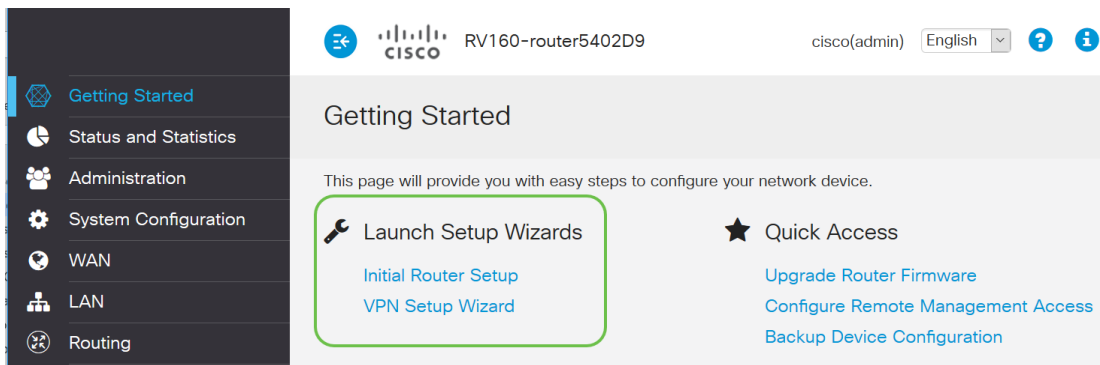 CISCO
RV160-router5402D9
cisco(admin)
English
Getting Started
Status and Statistics
Administration
System Configuration
WAN
LAN
Routing
Getting Started
This page will provide you with easy steps to configure your network device.
Launch Setup Wizards
Initial Router Setup
VPN Setup Wizard
Quick Access
Upgrade Router Firmware
Configure Remote Management Access
Backup Device Configuration